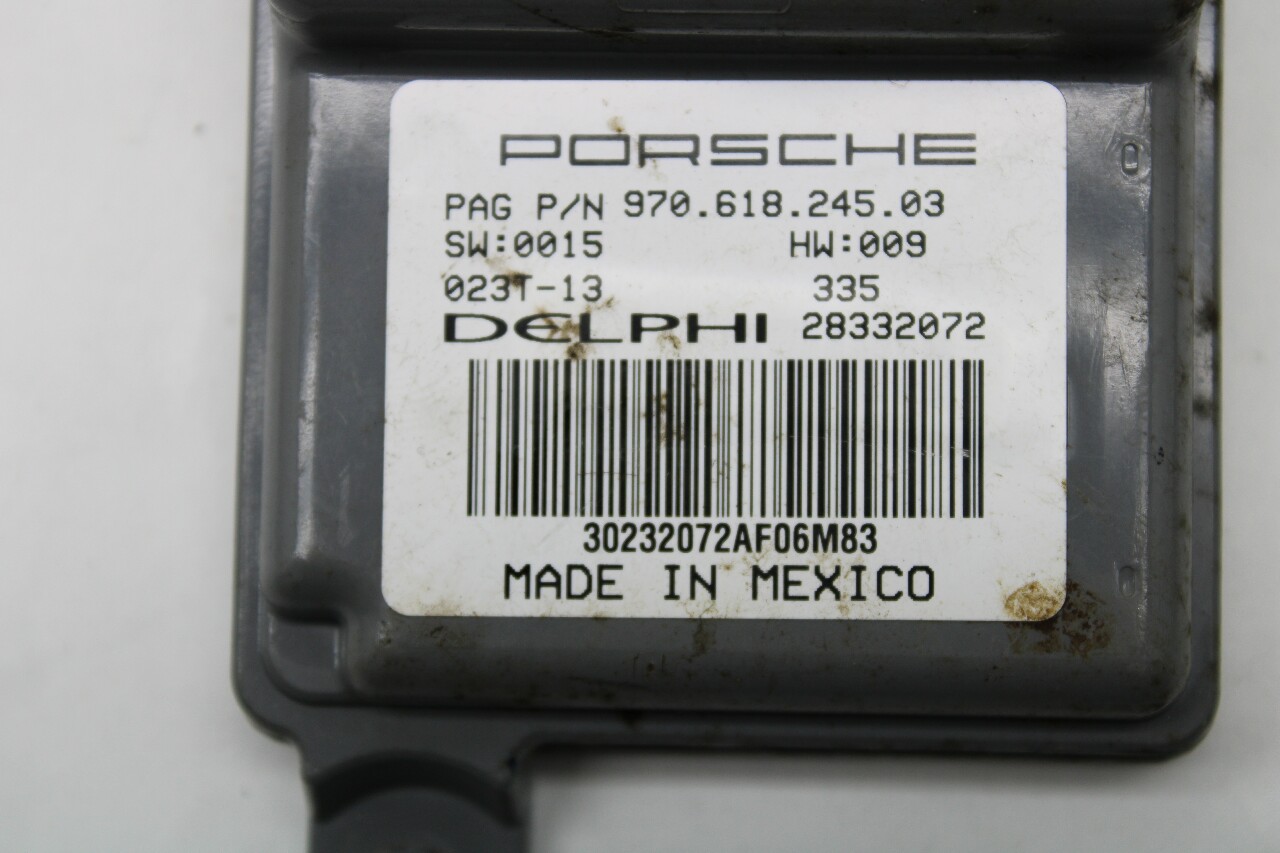 PORSCHE
PAG P/N 970.618.245.03
SW:0015 HW:009
023T-13 335
DELPHI 28332072
30232072AF06M83
MADE IN MEXICO